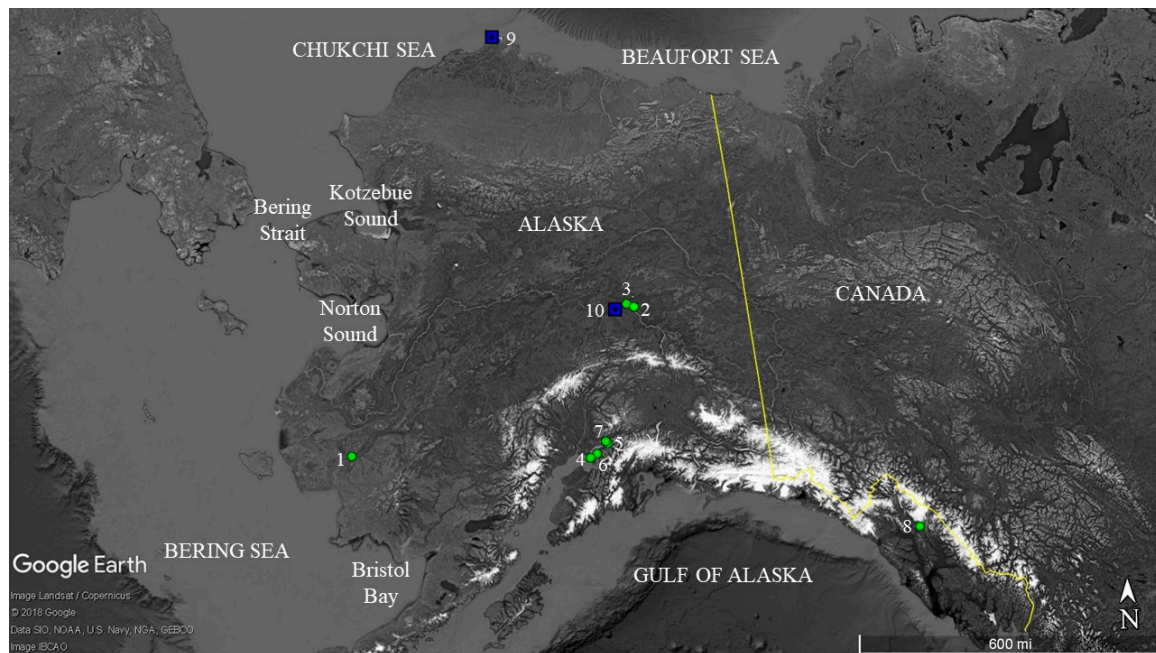 CHUKCHI SEA
9
BEAUFORT SEA
Kotzebue
Sound
Bering
Strait
ALASKA
CANADA
3
10
2
Norton
Sound
7
5
1
4
6
8
BERING SEA
Google Earth
Bristol
Bay
GULF OF ALASKA
Image Landsat / Copernicus
© 2018 Google
Data SIO, NOAA, U.S. Navy, NGA, GEBCO
Image IBCAO
N
600 mi